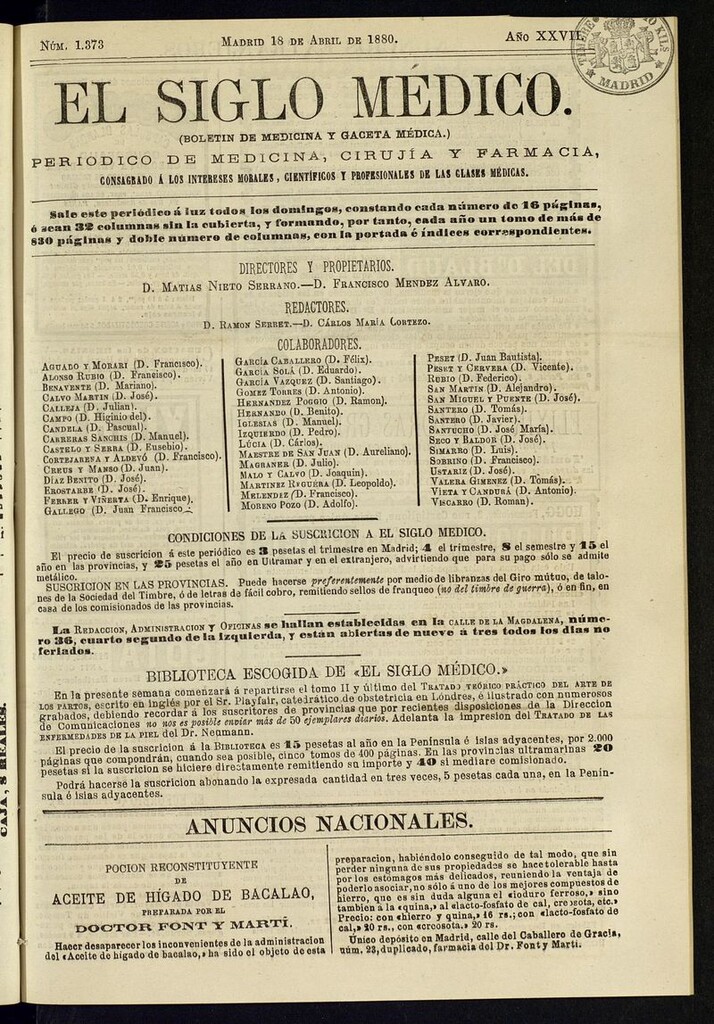 NÚM. 1.373
MADRID 18 DE ABRIL DE 1880.
AÑO XXVII.
TIMBRE
KILS
MADRID
EL SIGLO MÉDICO.
(BOLETIN DE MEDICINA Y GACETA MÉDICA.)
PERIODICO DE MEDICINA, CIRUJÍA Y FARMACIA,
CONSAGRADO Á LOS INTERESES MORALES, CIENTÍFICOS Y PROFESIONALES DE LAS CLASES MÉDICAS.
Sale este periódico á luz todos los domingos, constando cada número de 16 páginas,
ó sean 32 columnas sin la cubierta, y formando, por tanto, cada año un tomo de más de
830 páginas y doble número de columnas, con la portada é índices correspondientes.
DIRECTORES Y PROPIETARIOS.
D. MATIAS NIETO SERRANO.—D. FRANCISCO MENDEZ ALVARO.
REDACTORES.
D. RAMON SERRET.—D. CÁRLOS MARÍA CORTEZO.
COLABORADORES.
AGUADO Y MORARI (D. Francisco).
ALONSO RUBIO (D. Francisco).
BENAVENTE (D. Mariano).
CALVO MARTIN (D. José).
CALLEJA (D. Julian).
CAMPO (D. Higinio del).
CANDELA (D. Pascual).
CARRERAS SANCHIS (D. Manuel).
CASTELO Y SERRA (D. Eusebio).
CORTEJARENA Y ALDEVÓ (D. Francisco).
CREUS Y MANSO (D. Juan).
DIAZ BENITO (D. José).
EROSTARBE (D. José).
FERRER Y VIÑERTA (D. Enrique).
GALLEGO (D. Juan Francisco).
GARCÍA CABALLERO (D. Félix).
GARCÍA SOLÁ (D. Eduardo).
GARCÍA VAZQUEZ (D. Santiago).
GOMEZ TORRES (D. Antonio).
HERNANDEZ POGGIO (D. Ramon).
HERNANDO (D. Benito).
IGLESIAS (D. Manuel).
IZQUIERDO (D. Pedro).
LÚCIA (D. Cárlos).
MAESTRE DE SAN JUAN (D. Aureliano).
MAGRANER (D. Julio).
MALO Y CALVO (D. Joaquin).
MARTINEZ REGUERA (D. Leopoldo).
MELENDEZ (D. Francisco).
MORENO POZO (D. Adolfo).
PESET (D. Juan Bautista).
PESET Y CERVERA (D. Vicente).
RUBIO (D. Federico).
SAN MARTIN (D. Alejandro).
SAN MIGUEL Y PUENTE (D. José).
SANTERO (D. Tomás).
SANTERO (D. Javier).
SANTUCHO (D. José María).
SECO Y BALDOR (D. José).
SIMARRO (D. Luis).
SOBRINO (D. Francisco).
USTARIZ (D. José).
VALERA GIMENEZ (D. Tomás).
VIETA Y CANDURÁ (D. Antonio).
VISCARRO (D. Roman).
CONDICIONES DE LA SUSCRICION A EL SIGLO MEDICO.
El precio de suscricion á este periódico es 3 pesetas el trimestre en Madrid; 4 el trimestre, 8 el semestre y 15 el
año en las provincias, y 25 pesetas el año en Ultramar y en el extranjero, advirtiendo que para su pago sólo se admite
metálico.
SUSCRICION EN LAS PROVINCIAS. Puede hacerse preferentemente por medio de libranzas del Giro mútuo, de talo-
nes de la Sociedad del Timbre, ó de letras de fácil cobro, remitiendo sellos de franqueo (no del timbre de guerra), ó en fin, en
casa de los comisionados de las provincias.
LA REDACCION, ADMINISTRACION Y OFICINAS se hallan establecidas en la CALLE DE LA MAGDALENA, núme-
ro 36, cuarto segundo de la izquierda, y están abiertas de nueve á tres todos los dias no
feriados.
BIBLIOTECA ESCOGIDA DE «EL SIGLO MÉDICO.»
En la presente semana comenzará á repartirse el tomo II y último del TRATADO TEÓRICO PRÁCTICO DEL ARTE DE
LOS PARTOS, escrito en inglés por el Sr. Playfair, catedrático de obstetricia en Lóndres, é ilustrado con numerosos
grabados, debiendo recordar á los suscritores de provincias que por recientes disposiciones de la Direccion
de Comunicaciones no nos es posible enviar más de 50 ejemplares diarios. Adelanta la impresion del TRATADO DE LAS
ENFERMEDADES DE LA PIEL del Dr. Neumann.
El precio de la suscricion á la BIBLIOTECA es 15 pesetas al año en la Península é islas adyacentes, por 2.000
páginas que compondrán, cuando sea posible, cinco tomos de 400 páginas. En las provincias ultramarinas 20
pesetas si la suscricion se hiciere directamente remitiendo su importe y 40 si mediare comisionado.
Podrá hacerse la suscricion abonando la expresada cantidad en tres veces, 5 pesetas cada una, en la Penín-
sula é islas adyacentes.
ANUNCIOS NACIONALES.
POCION RECONSTITUYENTE
DE
ACEITE DE HÍGADO DE BACALAO,
PREPARADA POR EL
DOCTOR FONT Y MARTÍ.
Hacer desaparecer los inconvenientes de la administracion
del «Aceite de hígado de bacalao,» ha sido el objeto de esta
preparacion, habiéndolo conseguido de tal modo, que sin
perder ninguna de sus propiedades se hace tolerable hasta
por los estómagos más delicados, reuniendo la ventaja de
poderlo asociar, no sólo á uno de los mejores compuestos de
hierro, que es sin duda alguna el «ioduro ferroso,» sino
tambien á la «quina,» al «lacto-fosfato de cal, creosota, etc.»
Precio: con «hierro y quina,» 16 rs.; con «lacto-fosfato de
cal,» 20 rs., con «creosota,» 20 rs.
Único depósito en Madrid, calle del Caballero de Gracia,
núm. 23, duplicado, farmacia del Dr. Font y Martí.
CAJA, 8 REALES.